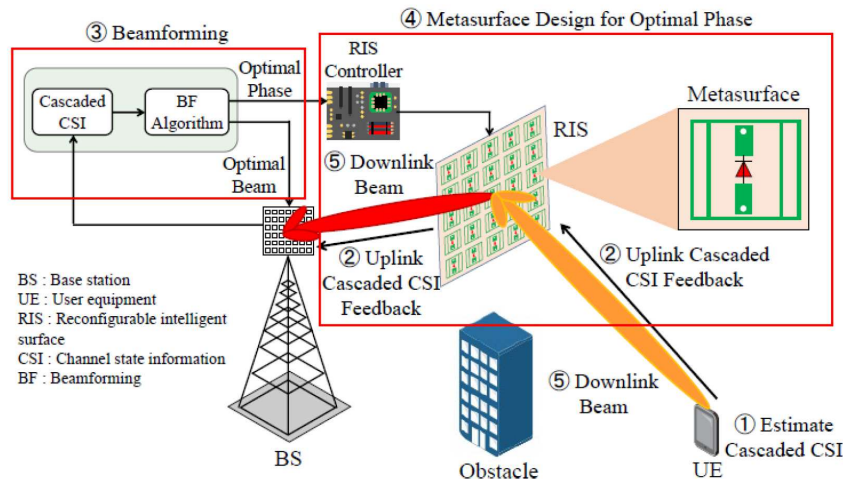 ④ Metasurface Design for Optimal Phase
③ Beamforming
Optimal
Phase
RIS
Controller
Cascaded
CSI
BF
Algorithm
Metasurface
RIS
⑤ Downlink
Beam
Optimal
Beam
② Uplink
Cascaded CSI
Feedback
② Uplink Cascaded
CSI Feedback
BS : Base station
UE : User equipment
RIS : Reconfigurable intelligent
surface
CSI : Channel state information
BF : Beamforming
⑤ Downlink
Beam
① Estimate
Cascaded CSI
BS
Obstacle
UE